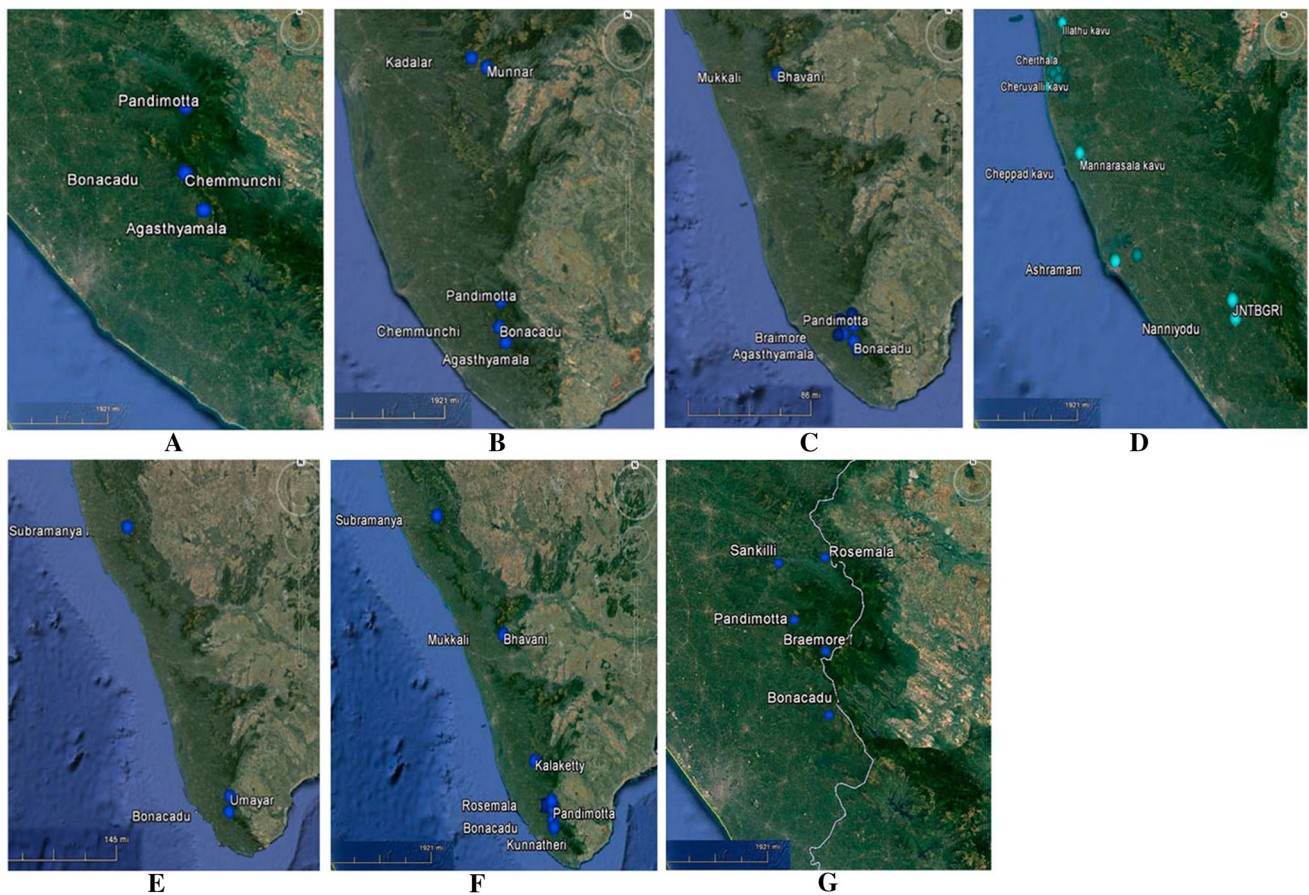 N
Pandimotta
Bonacadu
Chemmunchi
Agasthyamala
1921 mi
A
N
Kadalar
Munnar
Pandimotta
Chemmunchi
Bonacadu
Agasthyamala
1921 mi
B
Mukkali
Bhavani
Pandimotta
Braimore
Agasthyamala
Bonacadu
86 mi
C
N
Illathu kavu
Cherthala
Cheruvalli kavu
Mannarasala kavu
Cheppad kavu
Ashramam
JNTBGRI
Nanniyodu
1921 mi
D
N
Subramanya
Umayar
Bonacadu
145 mi
E
N
Subramanya
Mukkali
Bhavani
Kalaketty
Rosemala
Pandimotta
Bonacadu
Kunnatheri
1921 mi
F
N
Sankilli
Rosemala
Pandimotta
Braemore
Bonacadu
1921 mi
G